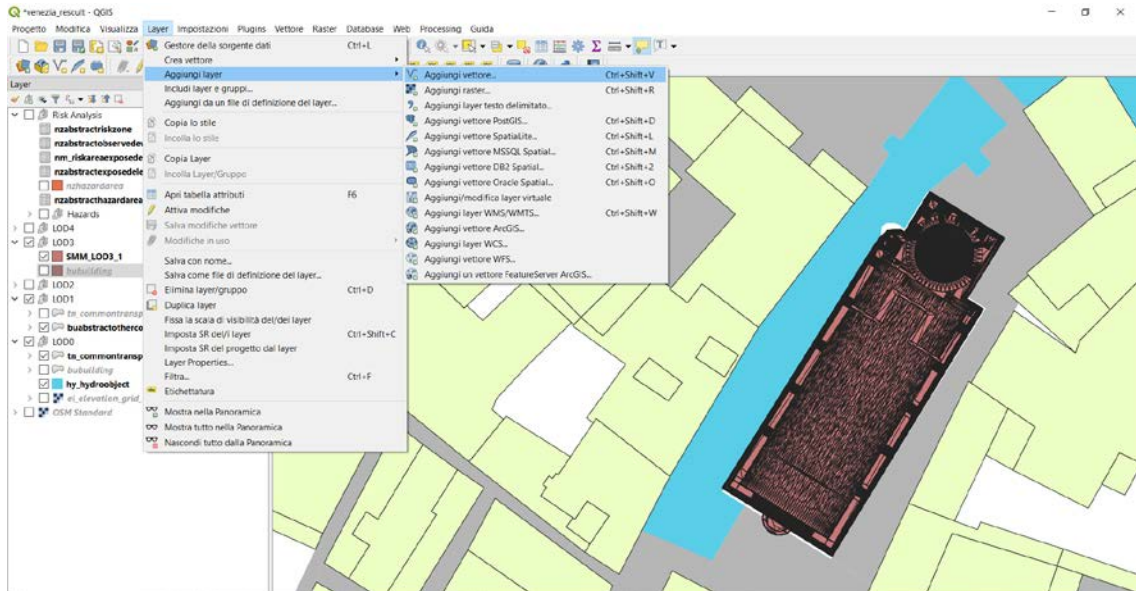 *venezia_rescult - QGIS
Progetto Modifica Visualizza Layer Impostazioni Plugins Vettore Raster Database Web Processing Guida
Gestore della sorgente dati Ctrl+L
Crea vettore
Aggiungi layer
Includi layer e gruppi...
Aggiungi da un file di definizione del layer...
Copia lo stile
Incolla lo stile
Copia Layer
Incolla Layer/Gruppo
Apri tabella attributi F6
Attiva modifiche
Salva modifiche vettore
Modifiche in uso
Salva con nome...
Salva come file di definizione del layer...
Elimina layer/gruppo Ctrl+D
Duplica layer
Fissa la scala di visibilità del/dei layer
Imposta SR del/i layer Ctrl+Shift+C
Imposta SR del progetto dal layer
Layer Properties...
Filtra... Ctrl+F
Etichettatura
Mostra nella Panoramica
Mostra tutto nella Panoramica
Nascondi tutto dalla Panoramica
Aggiungi vettore... Ctrl+Shift+V
Aggiungi raster... Ctrl+Shift+R
Aggiungi layer testo delimitato...
Aggiungi vettore PostGIS... Ctrl+Shift+D
Aggiungi vettore SpatiaLite... Ctrl+Shift+L
Aggiungi vettore MSSQL Spatial... Ctrl+Shift+M
Aggiungi vettore DB2 Spatial... Ctrl+Shift+2
Aggiungi vettore Oracle Spatial... Ctrl+Shift+O
Aggiungi/modifica layer virtuale
Aggiungi layer WMS/WMTS... Ctrl+Shift+W
Aggiungi vettore ArcGIS...
Aggiungi layer WCS...
Aggiungi vettore WFS...
Aggiungi un vettore FeatureServer ArcGIS...
Layer
Risk Analysis
nzabstractriskzone
nzabstractobservedev
nm_riskareaexposede
nzabstractexposedele
nzhazardarea
nzabstracthazardarea
Hazards
LOD4
LOD3
SMM_LOD3_1
bubuilding
LOD2
LOD1
tn_commontransp
buabstractotherco
LOD0
tn_commontransp
bubuilding
hy_hydroobject
el_elevation_grid_
OSM Standard